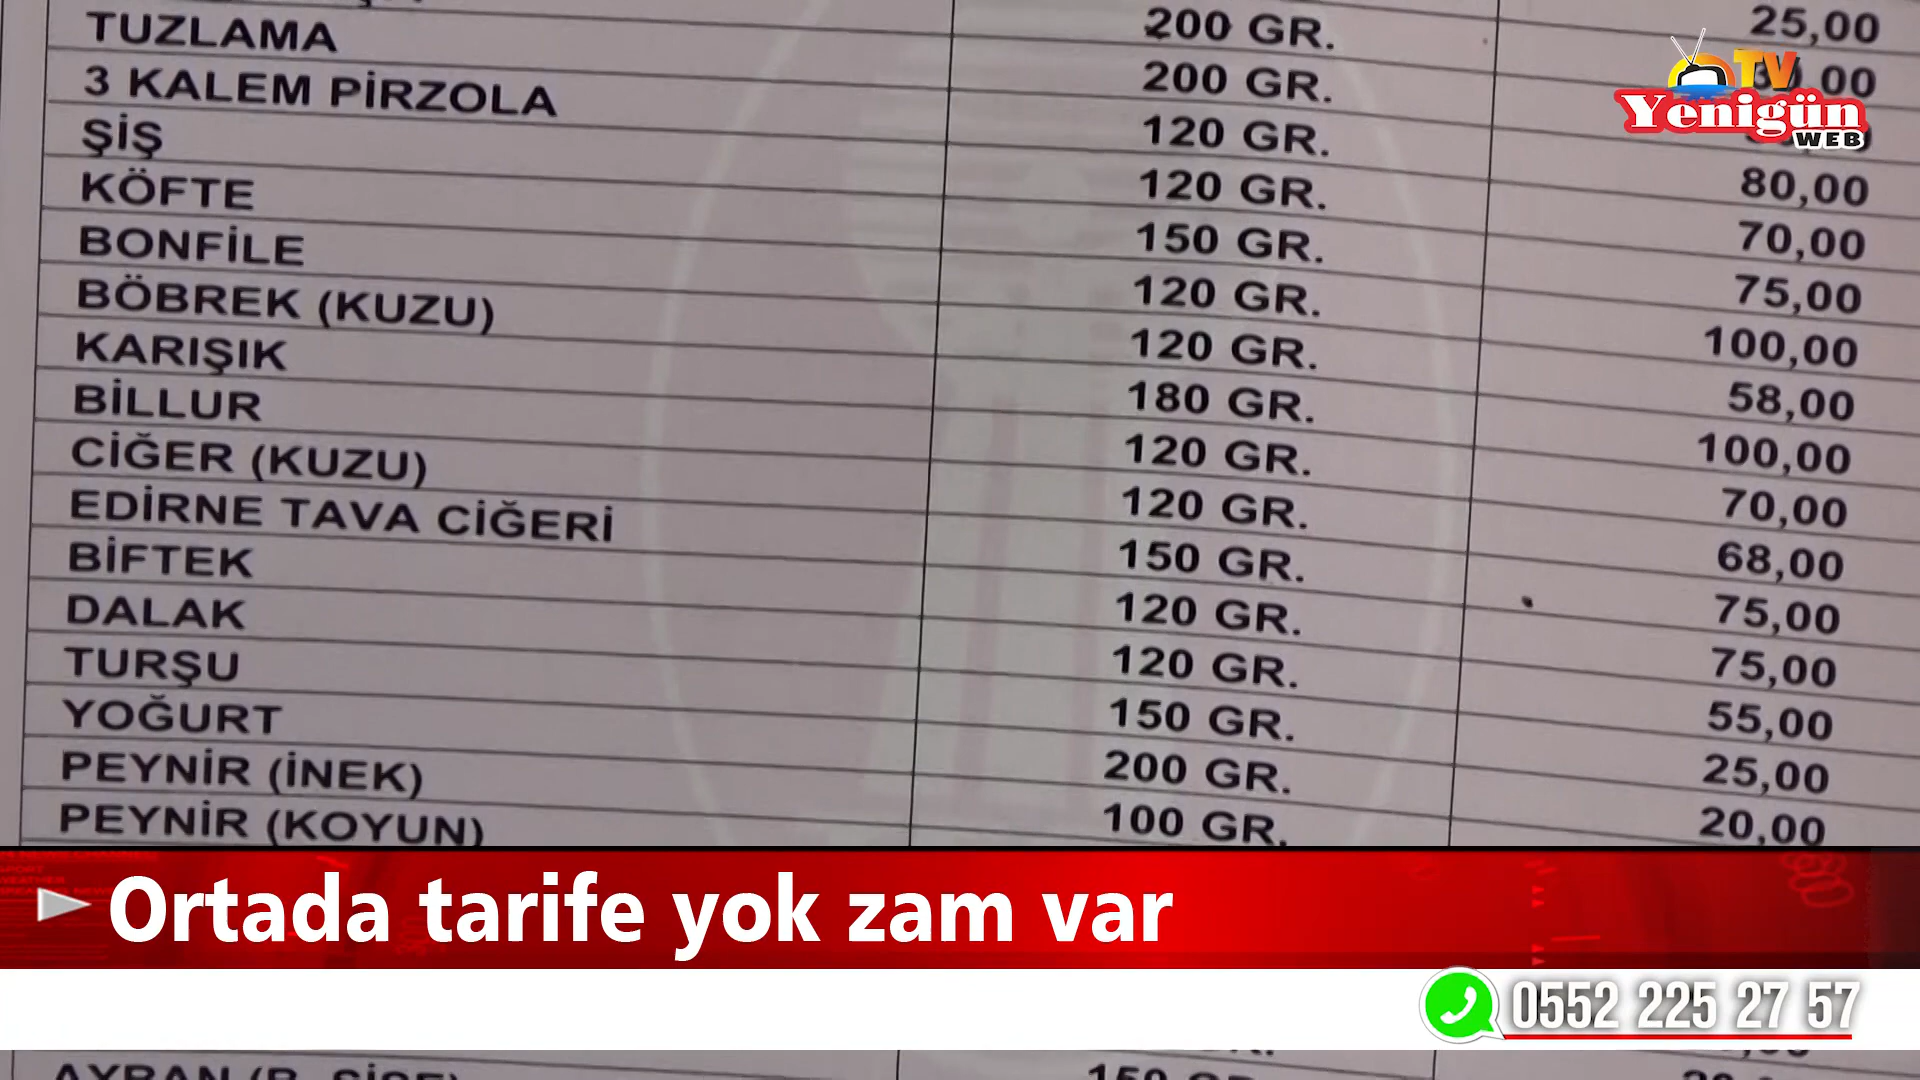 200 GR.
25,00
TUZLAMA 200 GR.
3 KALEM PİRZOLA 120 GR. 80,00
ŞİŞ 120 GR. 70,00
KÖFTE 150 GR. 75,00
BONFİLE 120 GR. 100,00
BÖBREK (KUZU) 120 GR. 58,00
KARIŞIK 180 GR. 100,00
BİLLUR 120 GR. 70,00
CİĞER (KUZU) 120 GR. 68,00
EDİRNE TAVA CİĞERİ 150 GR. 75,00
BİFTEK 120 GR. 75,00
DALAK 120 GR. 55,00
TURŞU 150 GR. 25,00
YOĞURT 200 GR. 20,00
PEYNİR (İNEK) 100 GR.
PEYNİR (KOYUN)
TV
Yenigün
WEB
Ortada tarife yok zam var
0552 225 27 57
AYRAN (B. ŞİŞE) 150 GR.